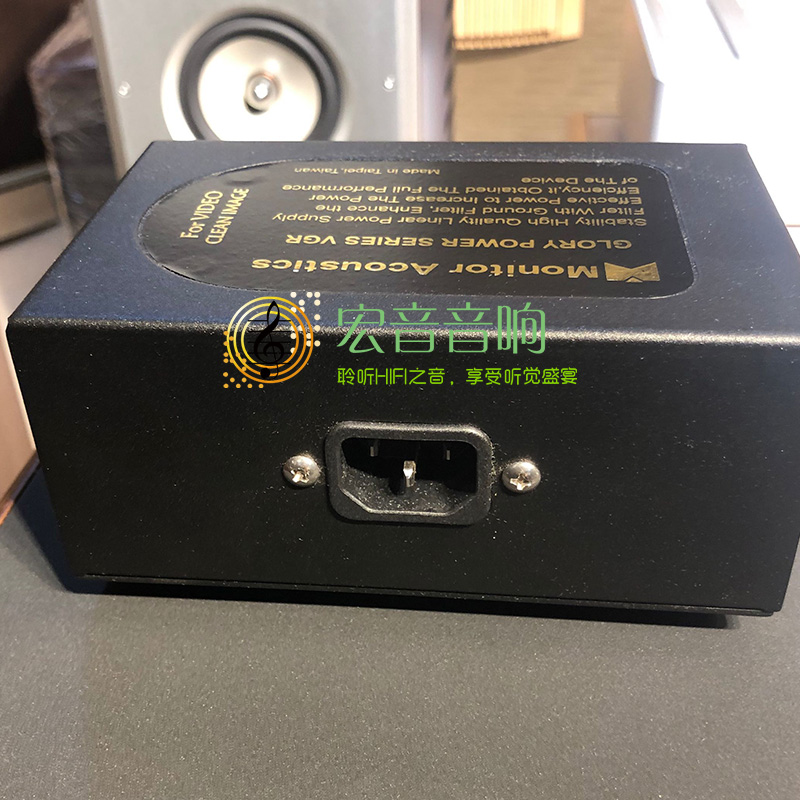 Monitor Acoustics
GLORY POWER SERIES VGR
Stability High Quality Linear Power Supply
Filter With Ground Filter, Enhance the
Effective Power to Increase The Power
Efficiency,It Obtained The Full Performance
of The Device
Made in Taipei,Taiwan
For VIDEO
CLEAN IMAGE
宏音音响
聆听HIFI之音，享受听觉盛宴